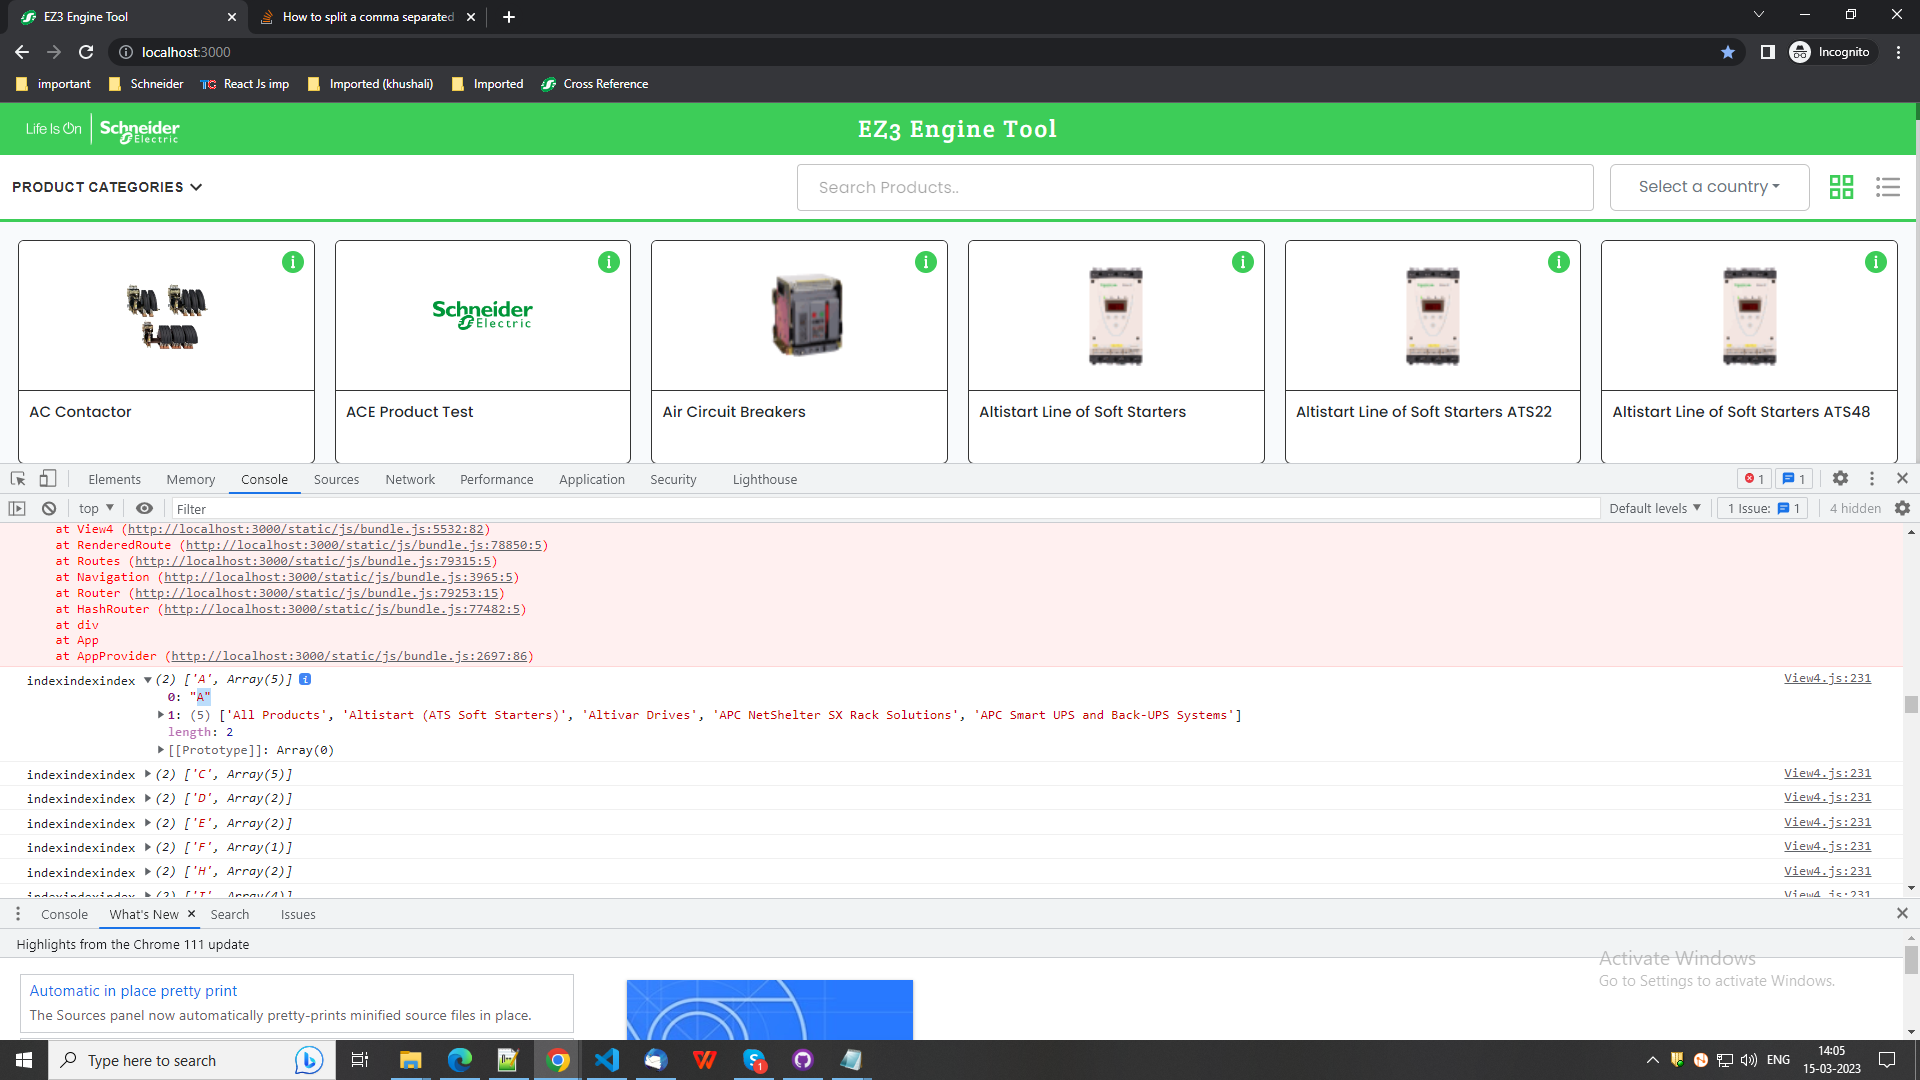 EZ3 Engine Tool
How to split a comma separated
localhost:3000
Incognito
important
Schneider
TC React Js imp
Imported (khushali)
Imported
Cross Reference
Life Is On
Schneider Electric
EZ3 Engine Tool
PRODUCT CATEGORIES
Search Products..
Select a country
Schneider Electric
AC Contactor
ACE Product Test
Air Circuit Breakers
Altistart Line of Soft Starters
Altistart Line of Soft Starters ATS22
Altistart Line of Soft Starters ATS48
Elements Memory Console Sources Network Performance Application Security Lighthouse
1 1
top Filter Default levels 1 Issue: 1 4 hidden
at View4 (http://localhost:3000/static/js/bundle.js:5532:82)
at RenderedRoute (http://localhost:3000/static/js/bundle.js:78850:5)
at Routes (http://localhost:3000/static/js/bundle.js:79315:5)
at Navigation (http://localhost:3000/static/js/bundle.js:3965:5)
at Router (http://localhost:3000/static/js/bundle.js:79253:15)
at HashRouter (http://localhost:3000/static/js/bundle.js:77482:5)
at div
at App
at AppProvider (http://localhost:3000/static/js/bundle.js:2697:86)
indexindexindex (2) ['A', Array(5)] View4.js:231
0: "A"
1: (5) ['All Products', 'Altistart (ATS Soft Starters)', 'Altivar Drives', 'APC NetShelter SX Rack Solutions', 'APC Smart UPS and Back-UPS Systems']
length: 2
[[Prototype]]: Array(0)
indexindexindex (2) ['C', Array(5)] View4.js:231
indexindexindex (2) ['D', Array(2)] View4.js:231
indexindexindex (2) ['E', Array(2)] View4.js:231
indexindexindex (2) ['F', Array(1)] View4.js:231
indexindexindex (2) ['H', Array(2)] View4.js:231
indexindexindex (2) ['I', Array(4)] View4.js:231
Console What's New Search Issues
Highlights from the Chrome 111 update
Automatic in place pretty print
The Sources panel now automatically pretty-prints minified source files in place.
Activate Windows
Go to Settings to activate Windows.
Type here to search
1
ENG
14:05
15-03-2023